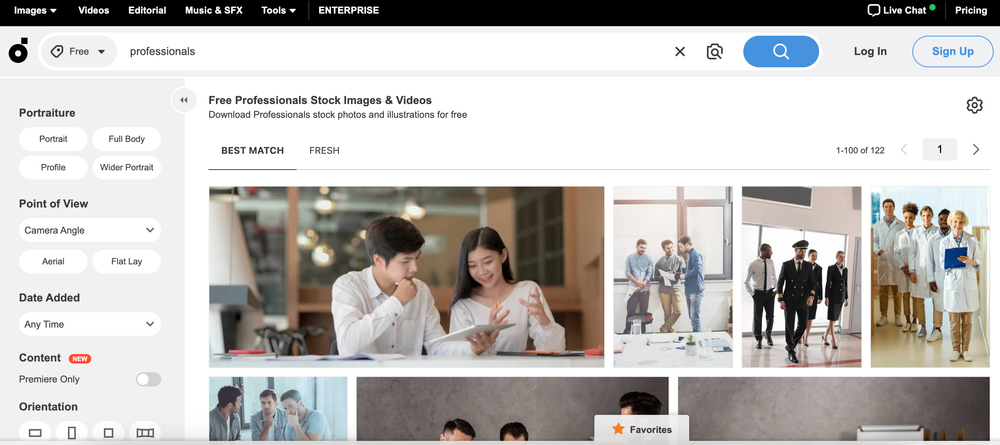 Images Videos Editorial Music & SFX Tools ENTERPRISE Live Chat Pricing
Free professionals Log In Sign Up
Portraiture
Portrait Full Body
Profile Wider Portrait
Point of View
Camera Angle
Aerial Flat Lay
Date Added
Any Time
Content NEW
Premiere Only
Orientation
Free Professionals Stock Images & Videos
Download Professionals stock photos and illustrations for free
BEST MATCH FRESH 1-100 of 122 1
Favorites